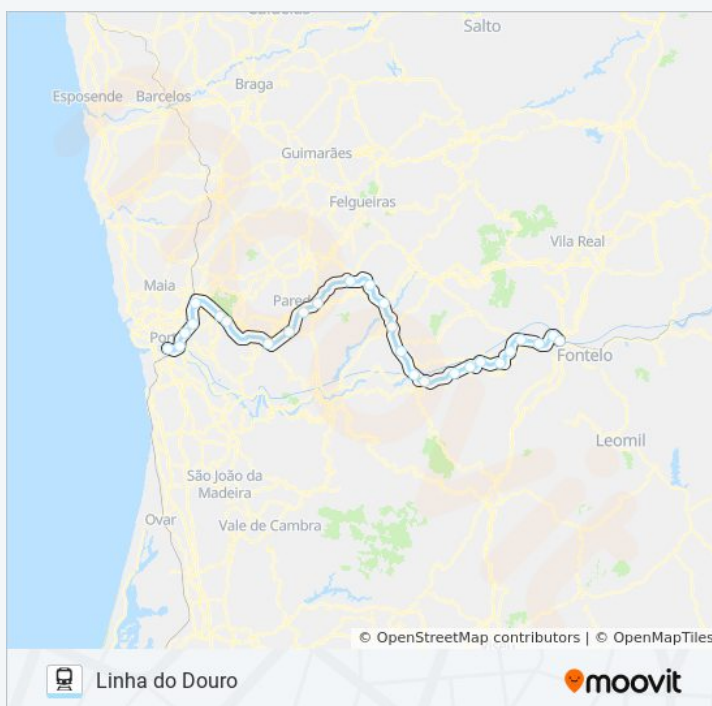 Salto
Braga
Esposende
Barcelos
Guimarães
Felgueiras
Vila Real
Maia
Pared
Por
Fontelo
Leomil
São João da
Madeira
Ovar
Vale de Cambra
© OpenStreetMap contributors | © OpenMapTiles
Linha do Douro
moovit